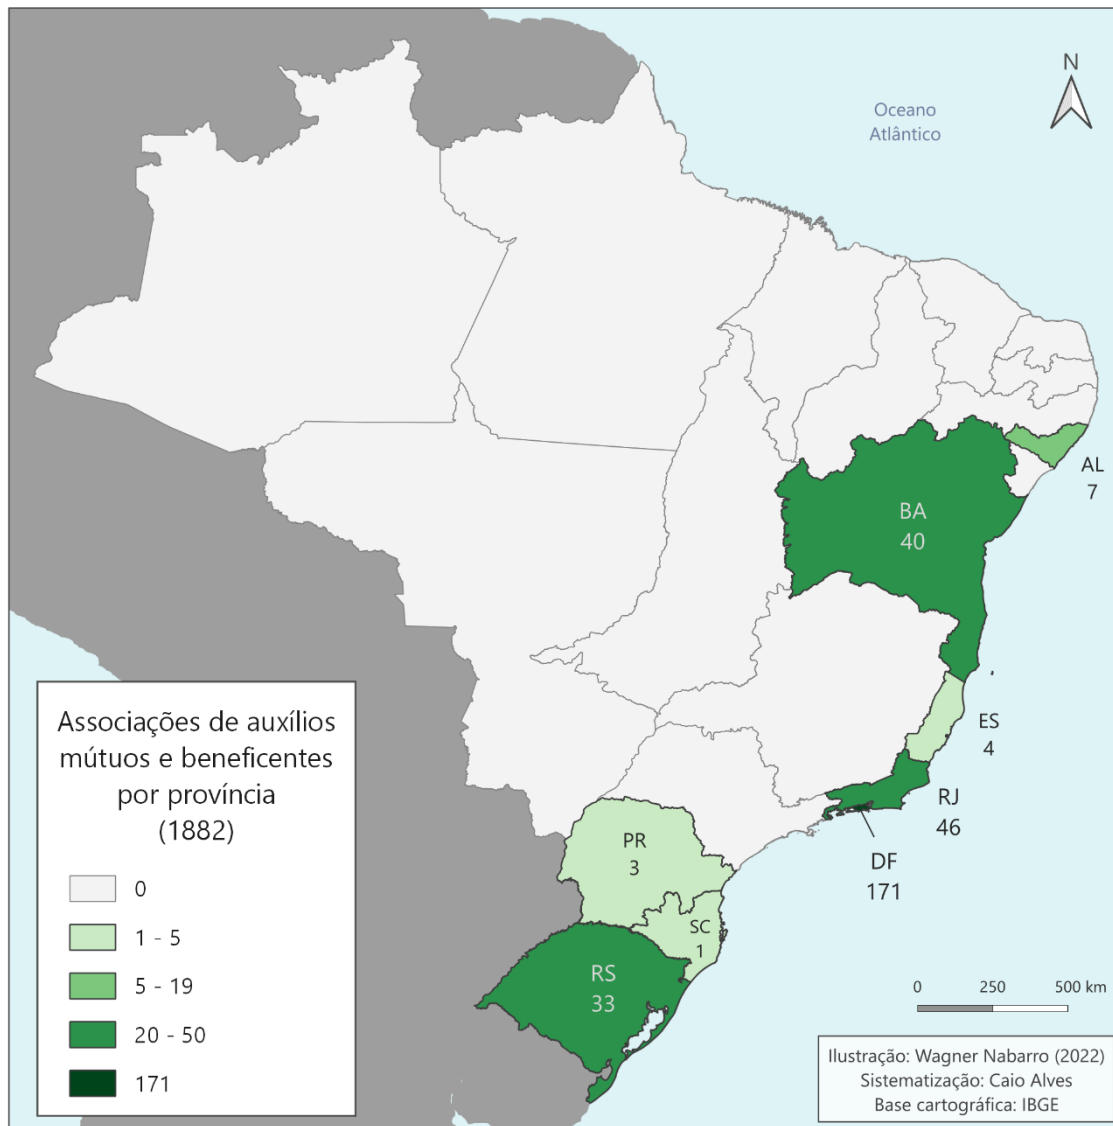 N
Oceano
Atlântico
AL
7
BA
40
ES
4
RJ
46
DF
171
PR
3
SC
1
RS
33
Associações de auxílios
mútuos e beneficentes
por província
(1882)
0
1 - 5
5 - 19
20 - 50
171
0 250 500 km
Ilustração: Wagner Nabarro (2022)
Sistematização: Caio Alves
Base cartográfica: IBGE